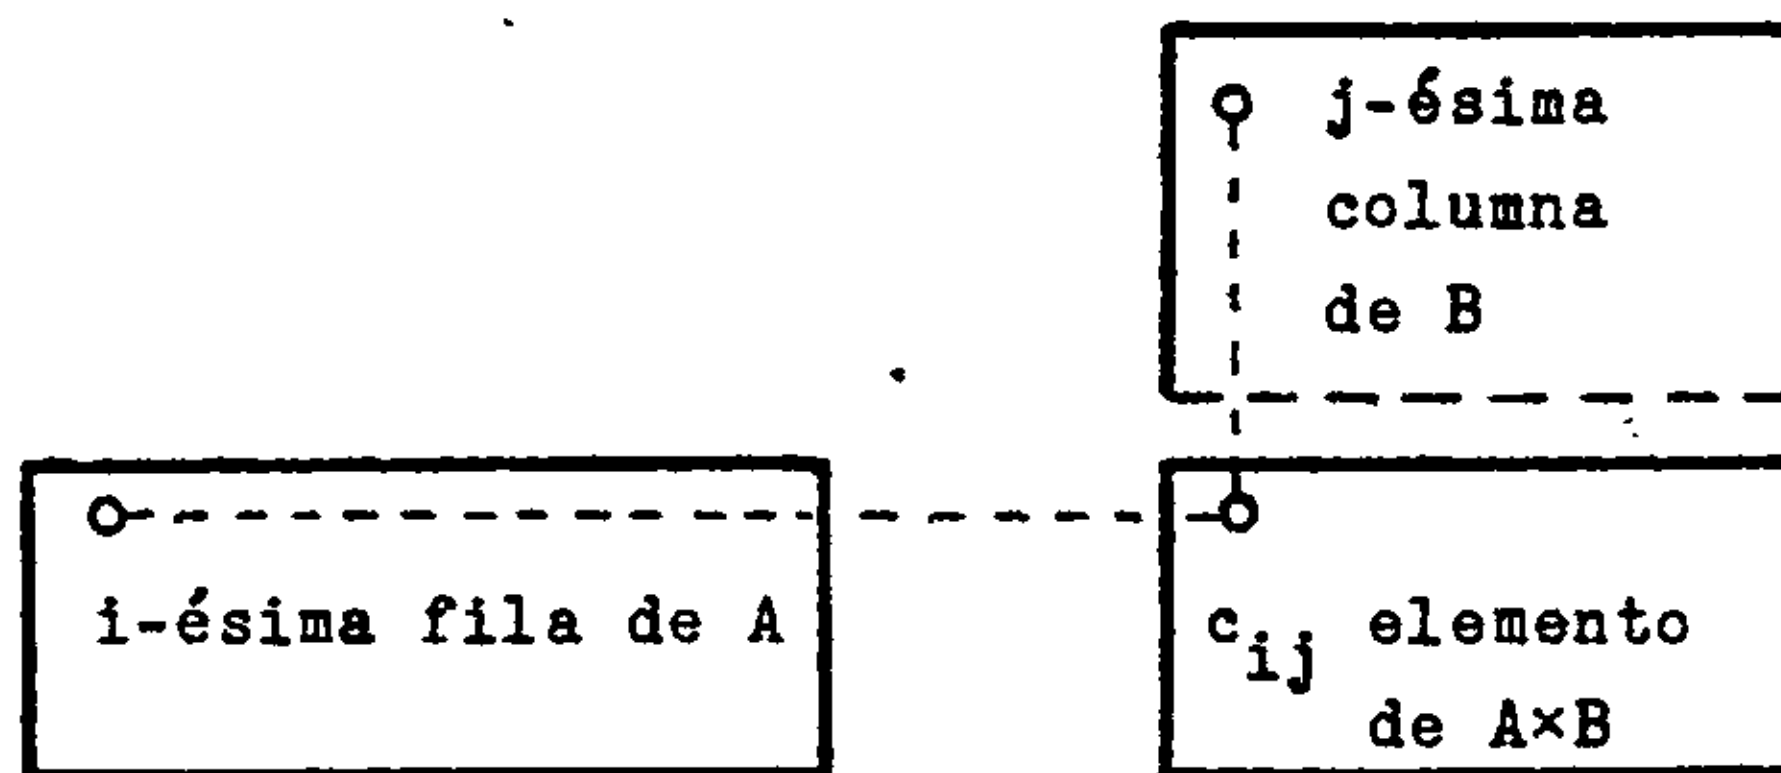 j-ésima
columna
de B
i-ésima fila de A
c_ij elemento
de A×B